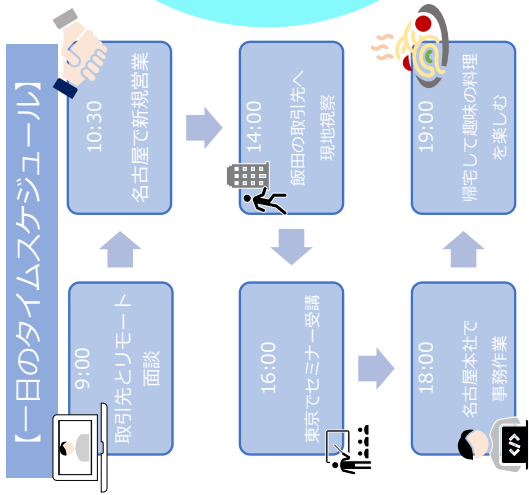 【一日のタイムスケジュール】
9:00
取引先とリモート
面談
10:30
名古屋で新規営業
14:00
飯田の取引先へ
現地視察
16:00
東京でセミナー受講
18:00
名古屋本社で
事務作業
19:00
帰宅して趣味の料理
を楽しむ